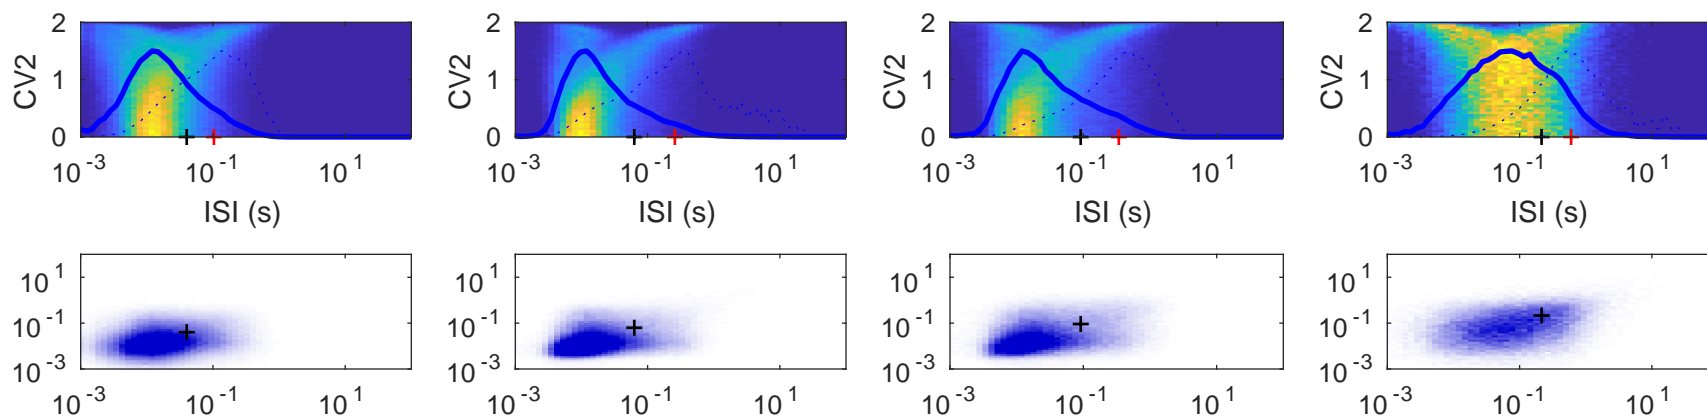 2 2 2 2
CV2 CV2 CV2 CV2
1 1 1 1
0 0 0 0
10^-3 10^-1 10^1 10^-3 10^-1 10^1 10^-3 10^-1 10^1 10^-3 10^-1 10^1
ISI (s) ISI (s) ISI (s) ISI (s)
10^1 10^1 10^1 10^1
10^-1 10^-1 10^-1 10^-1
10^-3 10^-3 10^-3 10^-3
10^-3 10^-1 10^1 10^-3 10^-1 10^1 10^-3 10^-1 10^1 10^-3 10^-1 10^1